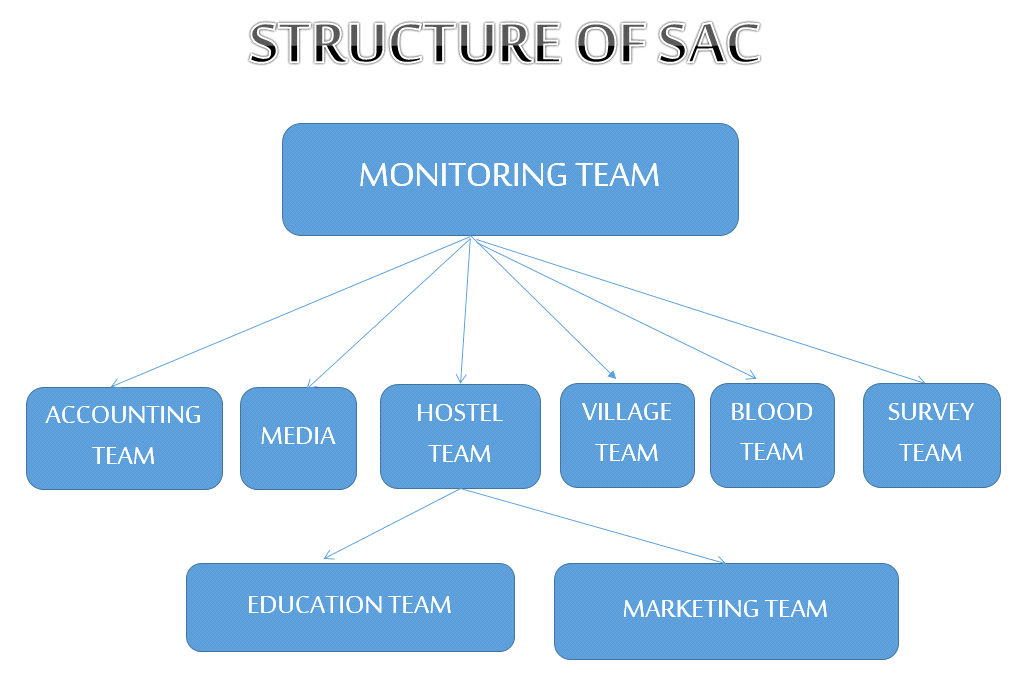 STRUCTURE OF SAC
MONITORING TEAM
ACCOUNTING
TEAM
MEDIA
HOSTEL
TEAM
VILLAGE
TEAM
BLOOD
TEAM
SURVEY
TEAM
EDUCATION TEAM
MARKETING TEAM